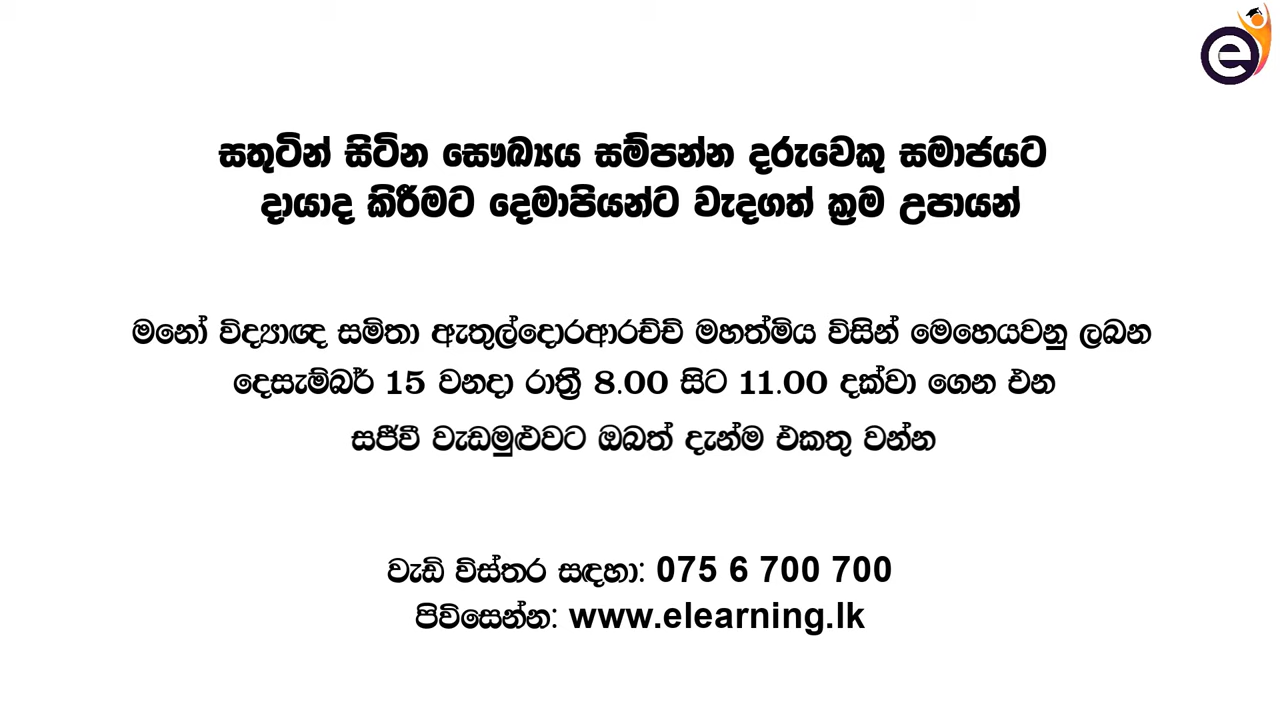 සතුටින් සිටින සෞඛ්‍යය සම්පන්න දරුවෙකු සමාජයට
දායාද කිරීමට දෙමාපියන්ට වැදගත් ක්‍රම උපායන්
මනෝ විද්‍යාඥ සමිතා ඇතුල්දොරආරච්චි මහත්මිය විසින් මෙහෙයවනු ලබන
දෙසැම්බර් 15 වනදා රාත්‍රී 8.00 සිට 11.00 දක්වා ගෙන එන
සජීවී වැඩමුළුවට ඔබත් දැන්ම එකතු වන්න
වැඩි විස්තර සඳහා: 075 6 700 700
පිවිසෙන්න: www.elearning.lk